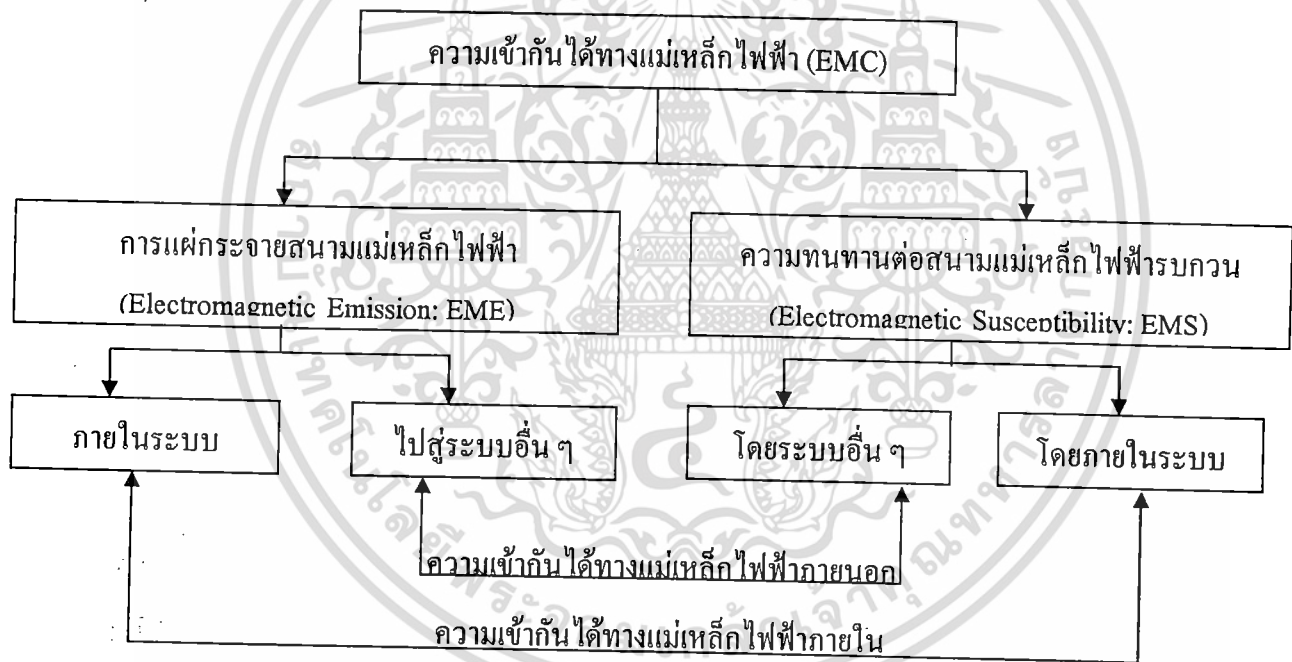 ความเข้ากันได้ทางแม่เหล็กไฟฟ้า (EMC)
การแผ่กระจายสนามแม่เหล็กไฟฟ้า
(Electromagnetic Emission: EME)
ความทนทานต่อสนามแม่เหล็กไฟฟ้ารบกวน
(Electromagnetic Susceptibility: EMS)
ภายในระบบ
ไปสู่ระบบอื่น ๆ
โดยระบบอื่น ๆ
โดยภายในระบบ
ความเข้ากันได้ทางแม่เหล็กไฟฟ้าภายนอก
ความเข้ากันได้ทางแม่เหล็กไฟฟ้าภายใน